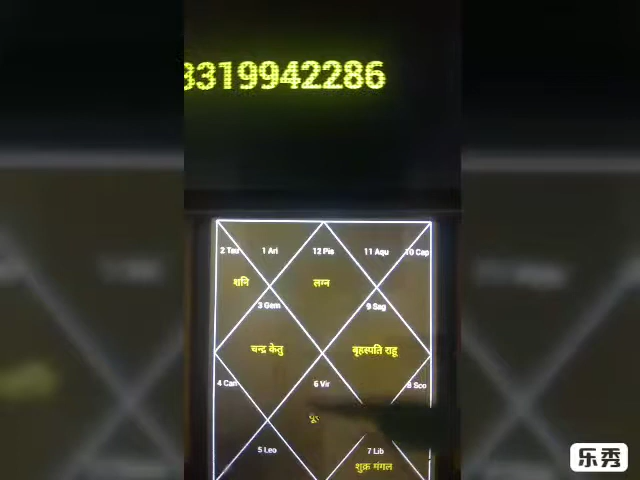 3319942286
2 Tau 1 Ari 12 Pis 11 Aqu 10 Cap
शनि लग्न
3 Gem 9 Sag
चन्द्र केतु बृहस्पति राहू
4 Can 6 Vir 8 Sco
5 Leo 7 Lib
शुक्र मंगल
乐秀